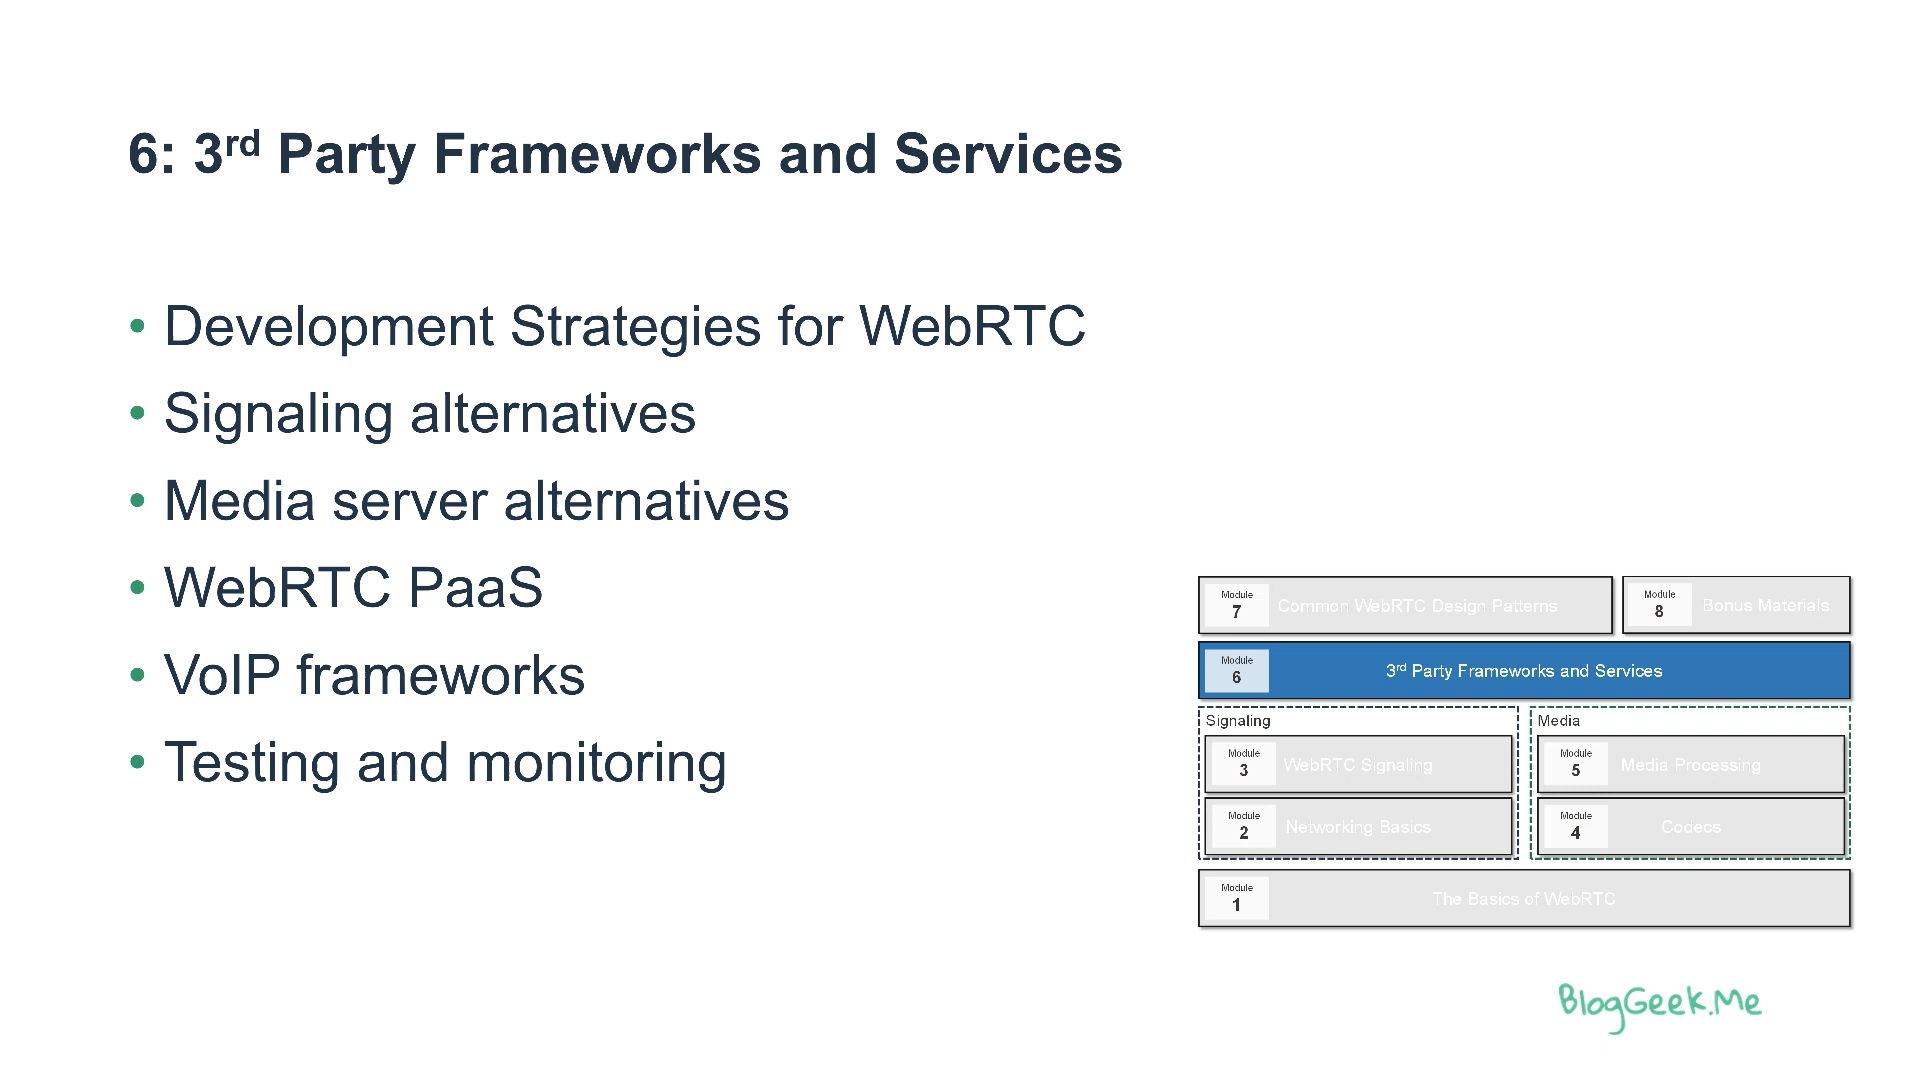 6: 3rd Party Frameworks and Services
• Development Strategies for WebRTC
• Signaling alternatives
• Media server alternatives
• WebRTC PaaS
• VoIP frameworks
• Testing and monitoring
Module
7
Common WebRTC Design Patterns
Module
8
Bonus Materials
Module
6
3rd Party Frameworks and Services
Signaling
Module
3
WebRTC Signaling
Module
2
Networking Basics
Media
Module
5
Media Processing
Module
4
Codecs
Module
1
The Basics of WebRTC
BlogGeek.Me